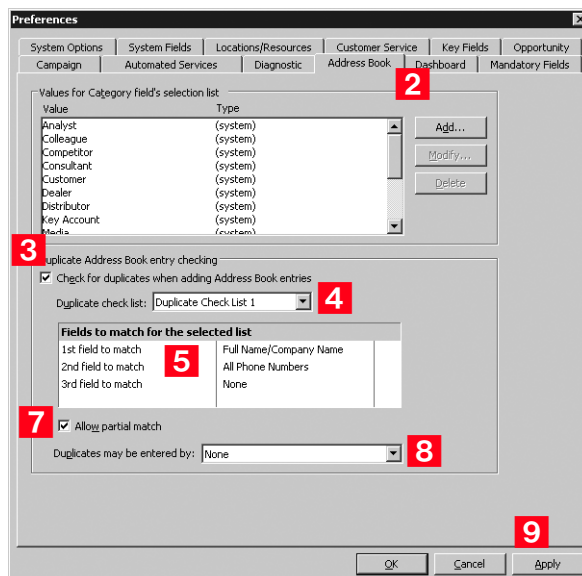 Preferences
System Options System Fields Locations/Resources Customer Service Key Fields Opportunity
Campaign Automated Services Diagnostic Address Book Dashboard Mandatory Fields
2
Values for Category field's selection list
Value Type
Analyst (system)
Colleague (system)
Competitor (system)
Consultant (system)
Customer (system)
Dealer (system)
Distributor (system)
Key Account (system)
Media (system)
Add...
Modify...
Delete
3
Duplicate Address Book entry checking
Check for duplicates when adding Address Book entries
Duplicate check list: Duplicate Check List 1
4
Fields to match for the selected list
1st field to match Full Name/Company Name
2nd field to match All Phone Numbers
3rd field to match None
5
7
Allow partial match
Duplicates may be entered by: None
8
9
OK Cancel Apply